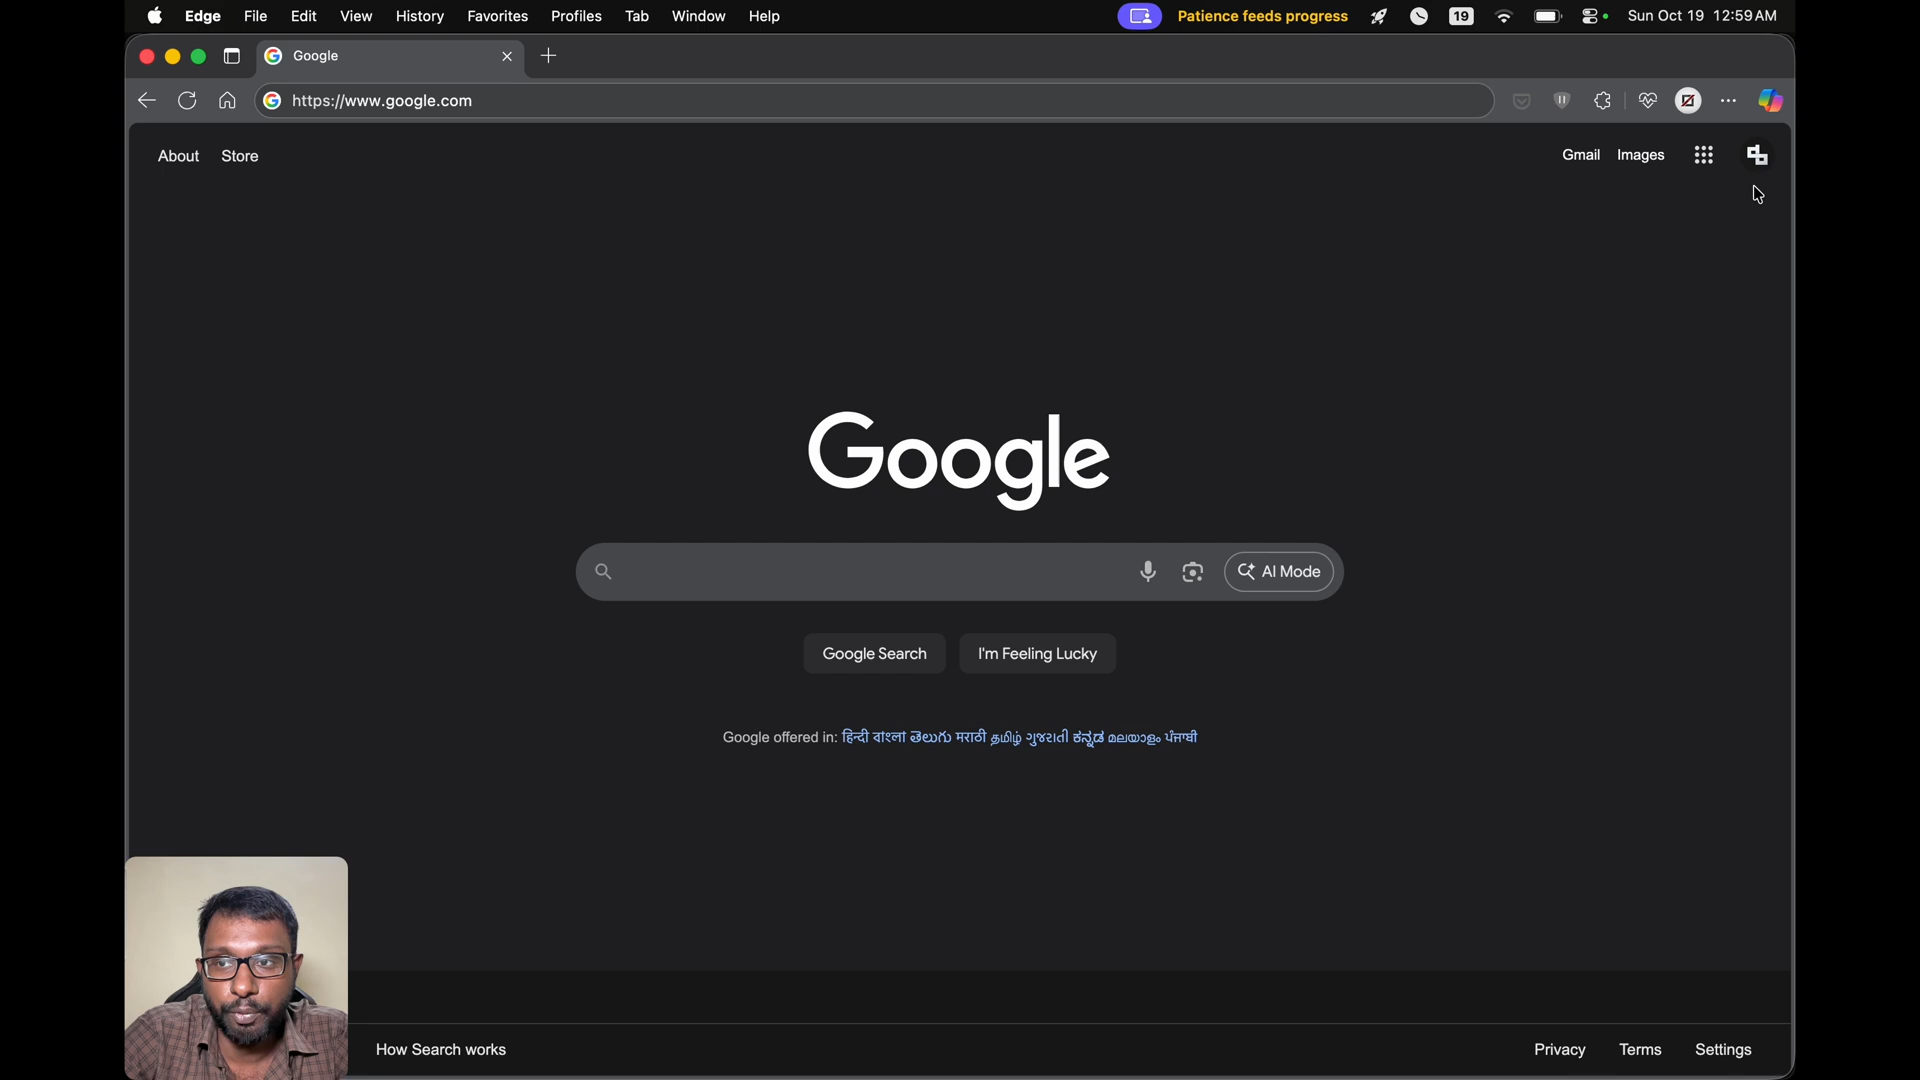 Edge File Edit View History Favorites Profiles Tab Window Help Patience feeds progress 19 Sun Oct 19 12:59 AM
Google
https://www.google.com
About Store Gmail Images
Google
AI Mode
Google Search I'm Feeling Lucky
Google offered in: हिन्दी বাংলা తెలుగు मराठी தமிழ் ગુજરાતી ಕನ್ನಡ മലയാളം ਪੰਜਾਬੀ
How Search works Privacy Terms Settings